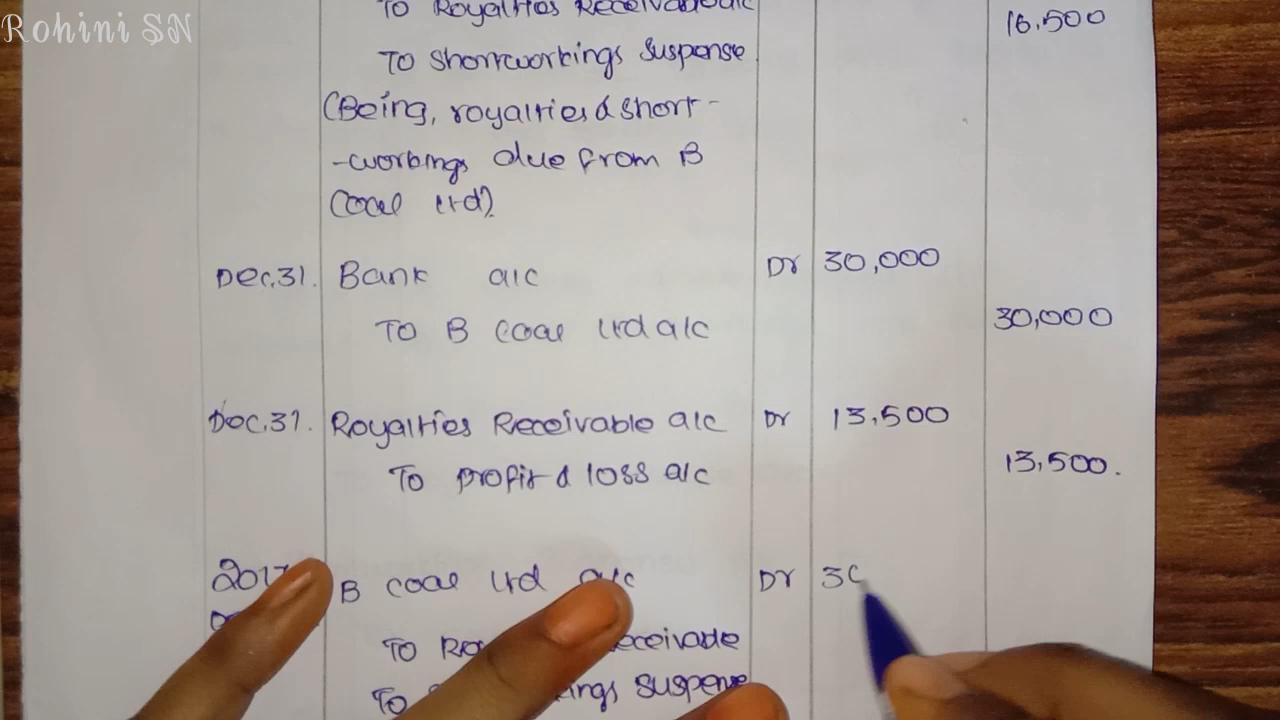 Rohini SN
To Royalties Receivable a/c
16,500
To Shortworkings Suspense
(Being, royalties & short-
-workings due from B
Coal Ltd).
Dec.31. Bank a/c Dr 30,000
To B Coal Ltd a/c 30,000
Dec.31. Royalties Receivable a/c Dr 13,500
To profit & loss a/c 13,500.
B coal Ltd a/c Dr
To Receivable
To Suspense